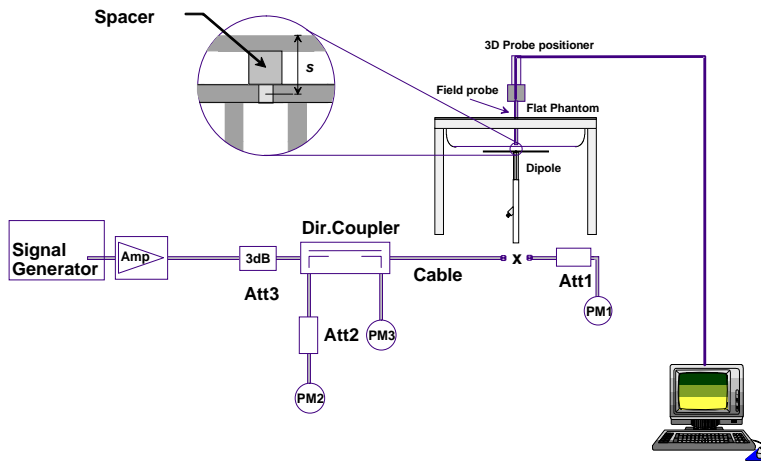 Spacer
s
3D Probe positioner
Field probe
Flat Phantom
Dipole
Dir.Coupler
Signal
Generator
Amp
3dB
Att3
Cable
x
Att1
PM1
Att2
PM3
PM2